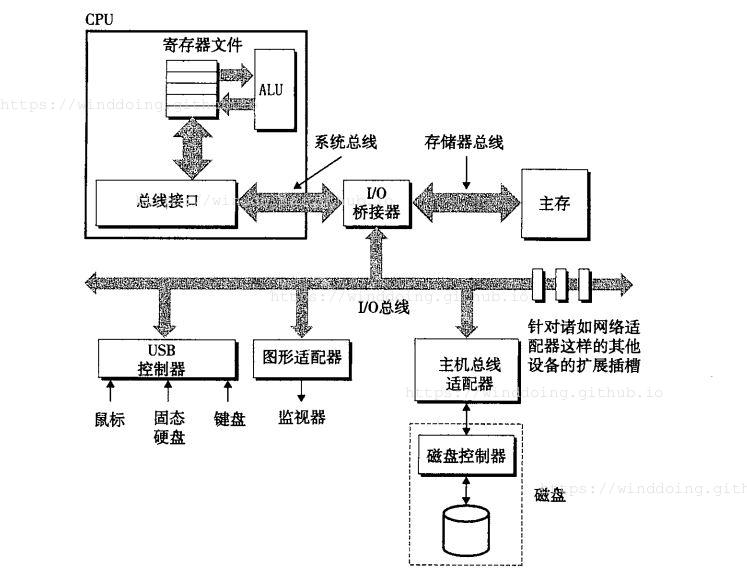 CPU
寄存器文件
ALU
https://winddoing.github.io
系统总线
存储器总线
总线接口
I/O
桥接器
主存
https://winddoing.github.io
I/O总线
针对诸如网络适
配器这样的其他
设备的扩展插槽
USB
控制器
图形适配器
主机总线
适配器
https://winddoing.github.io
鼠标
固态
硬盘
键盘
监视器
磁盘控制器
磁盘
https://winddoing.gith